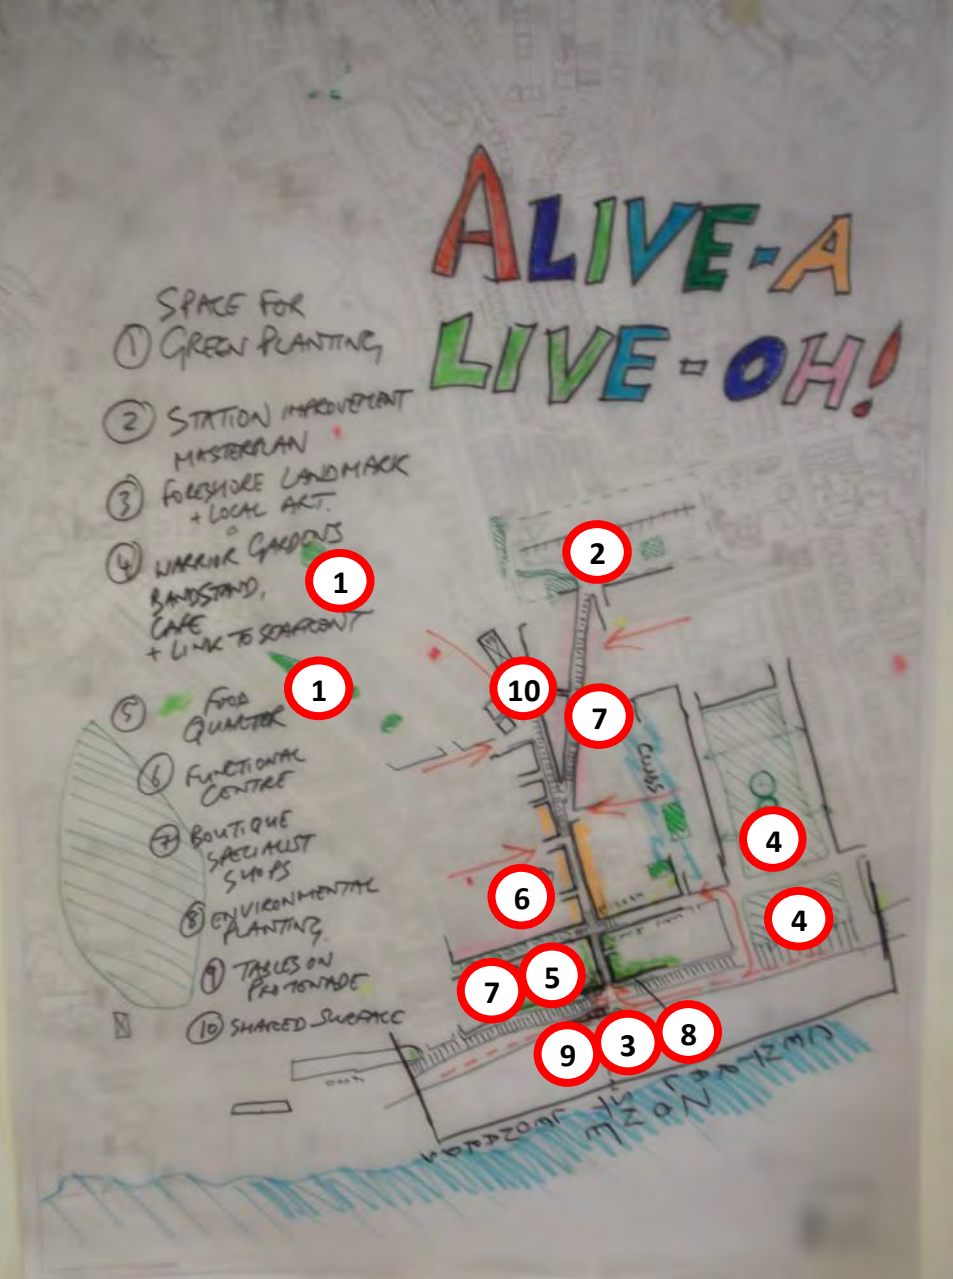 ALIVE-A
LIVE-OH!
SPACE FOR
① GREEN PLANTING
② STATION IMPROVEMENT
MASTERPLAN
③ FORESHORE LANDMARK
+ LOCAL ART.
④ WARRIOR GARDENS
BANDSTAND,
CAFE
+ LINK TO SEAFRONT
⑤ FOOD
QUARTER
⑥ FUNCTIONAL
CENTRE
⑦ BOUTIQUE
SPECIALIST
SHOPS
⑧ ENVIRONMENTAL
PLANTING.
⑨ TABLES ON
PROMENADE
⑩ SHARED SURFACE
2
1
1
10
7
CLUBS
4
6
4
7
5
9
3
8
ZONE